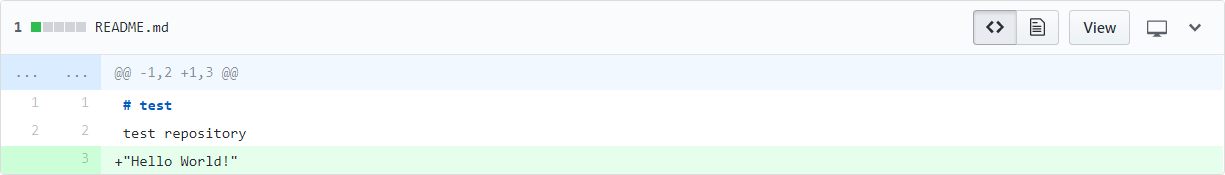 1 README.md <> View
... ... @@ -1,2 +1,3 @@
1 1 # test
2 2 test repository
3 +"Hello World!"